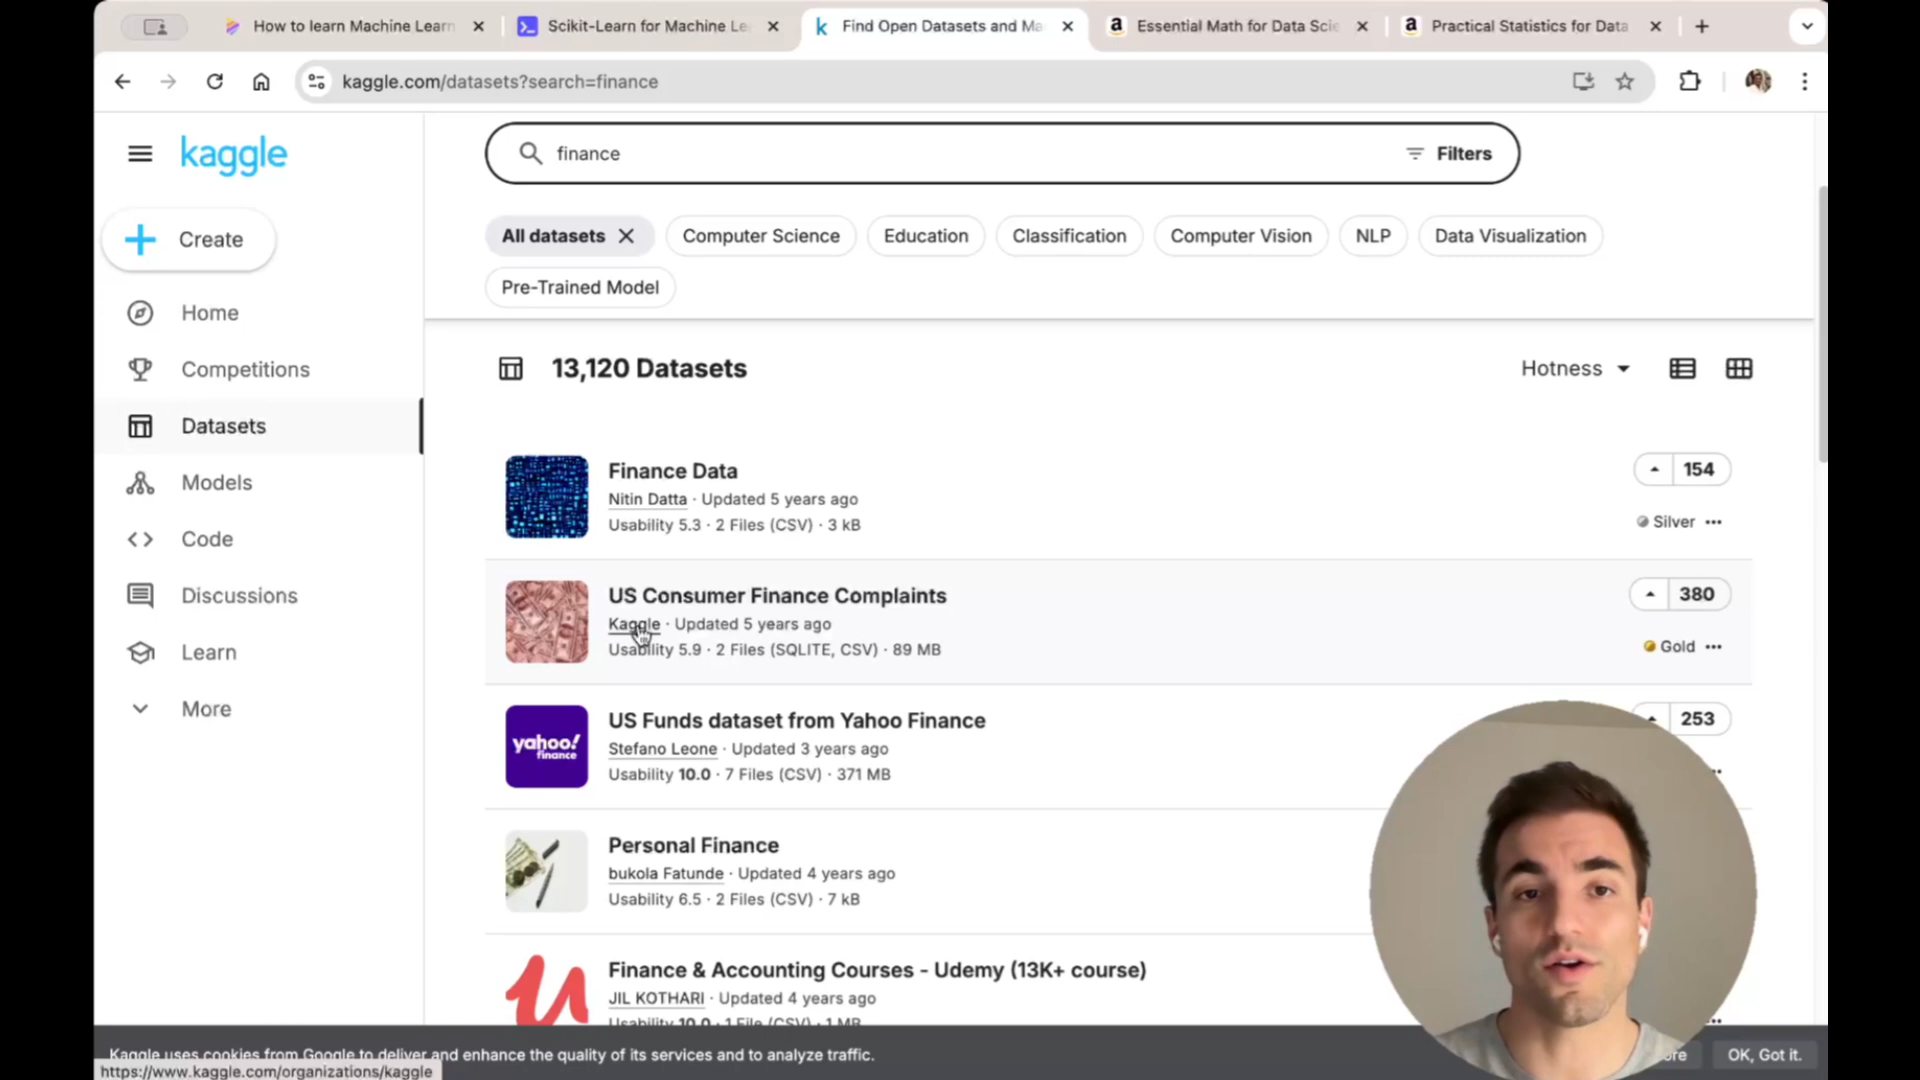 How to learn Machine Learn
Scikit-Learn for Machine Le
Find Open Datasets and Ma
Essential Math for Data Scie
Practical Statistics for Data
kaggle.com/datasets?search=finance
kaggle
finance
Filters
Create
All datasets
Computer Science
Education
Classification
Computer Vision
NLP
Data Visualization
Pre-Trained Model
Home
Competitions
Datasets
Models
Code
Discussions
Learn
More
13,120 Datasets
Hotness
Finance Data
Nitin Datta · Updated 5 years ago
Usability 5.3 · 2 Files (CSV) · 3 kB
154
Silver
US Consumer Finance Complaints
Kaggle · Updated 5 years ago
Usability 5.9 · 2 Files (SQLITE, CSV) · 89 MB
380
Gold
yahoo!
finance
US Funds dataset from Yahoo Finance
Stefano Leone · Updated 3 years ago
Usability 10.0 · 7 Files (CSV) · 371 MB
253
Personal Finance
bukola Fatunde · Updated 4 years ago
Usability 6.5 · 2 Files (CSV) · 7 kB
Finance & Accounting Courses - Udemy (13K+ course)
JIL KOTHARI · Updated 4 years ago
Usability 10.0 · 1 File (CSV) · 1 MB
Kaggle uses cookies from Google to deliver and enhance the quality of its services and to analyze traffic.
OK, Got it.
https://www.kaggle.com/organizations/kaggle